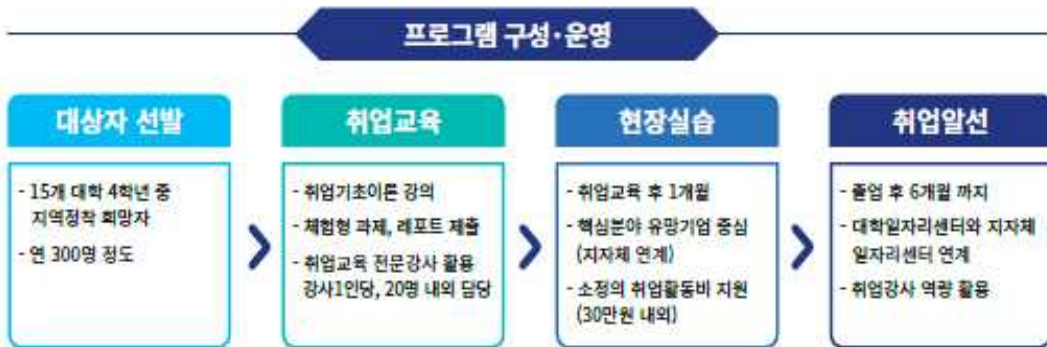 프로그램 구성·운영
대상자 선발
- 15개 대학 4학년 중
지역정착 희망자
- 연 300명 정도
취업교육
- 취업기초이론 강의
- 체험형 과제, 레포트 제출
- 취업교육 전문강사 활용
강사1인당, 20명 내외 담당
현장실습
- 취업교육 후 1개월
- 핵심분야 유망기업 중심
(지자체 연계)
- 소정의 취업활동비 지원
(30만원 내외)
취업알선
- 졸업 후 6개월 까지
- 대학일자리센터와 지자체
일자리센터 연계
- 취업강사 역량 활용